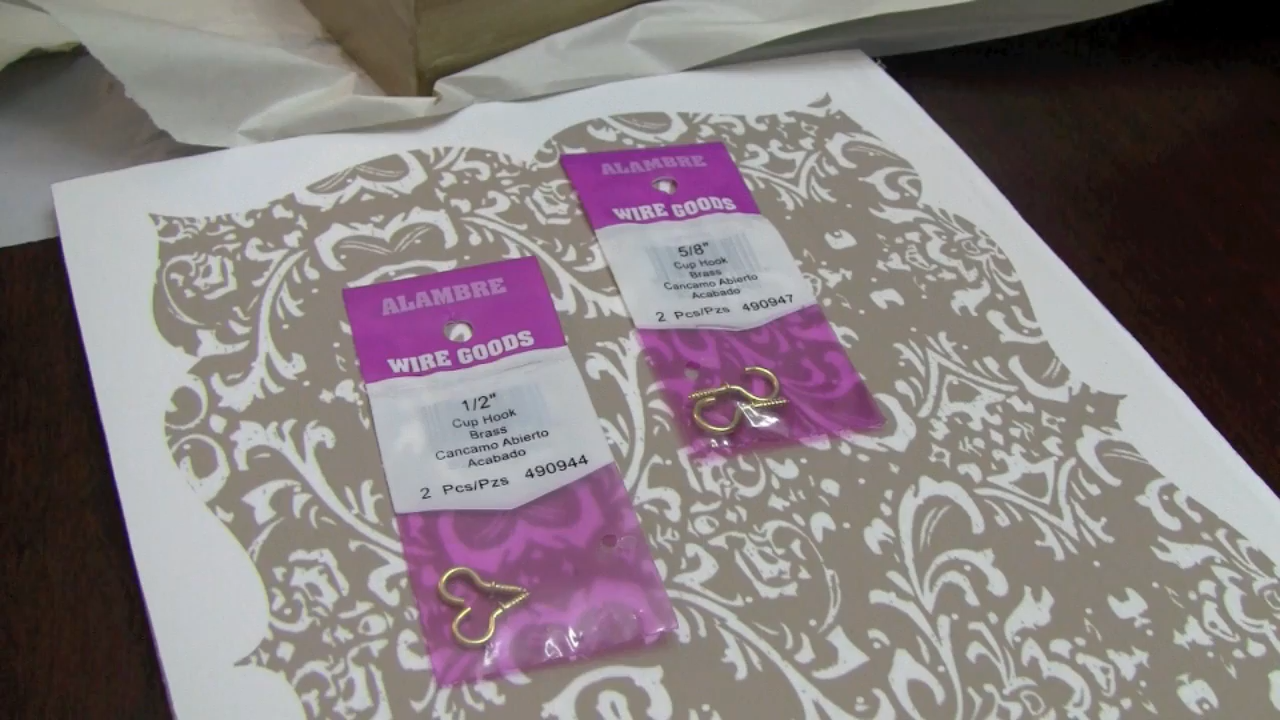 ALAMBRE
WIRE GOODS
1/2"
Cup Hook
Brass
Cancamo Abierto
Acabado
2 Pcs/Pzs 490944
ALAMBRE
WIRE GOODS
5/8"
Cup Hook
Brass
Cancamo Abierto
Acabado
2 Pcs/Pzs 490947